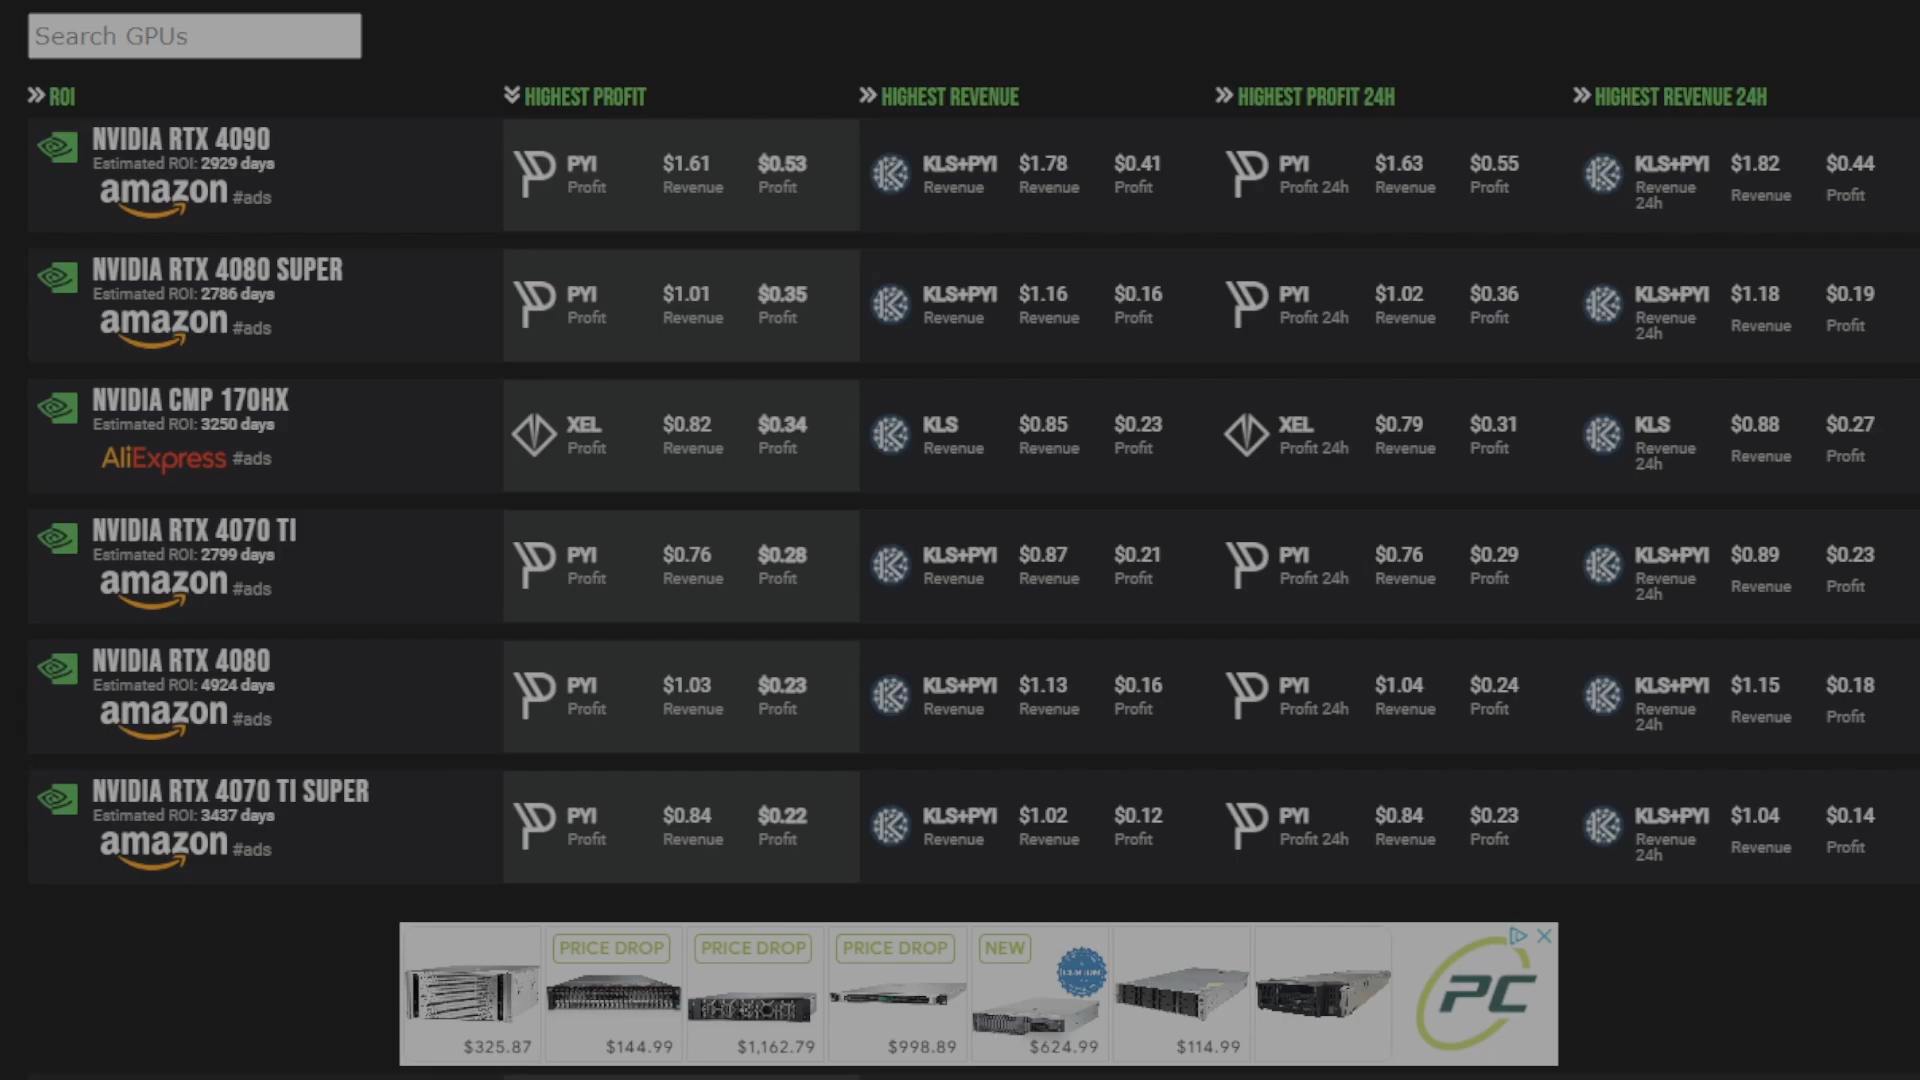 Search GPUs
ROI HIGHEST PROFIT HIGHEST REVENUE HIGHEST PROFIT 24H HIGHEST REVENUE 24H
NVIDIA RTX 4090
Estimated ROI: 2929 days
amazon #ads
PYI $1.61 $0.53
Profit Revenue Profit
KLS+PYI $1.78 $0.41
Revenue Revenue Profit
PYI $1.63 $0.55
Profit 24h Revenue Profit
KLS+PYI $1.82 $0.44
Revenue 24h Revenue Profit
NVIDIA RTX 4080 SUPER
Estimated ROI: 2786 days
amazon #ads
PYI $1.01 $0.35
Profit Revenue Profit
KLS+PYI $1.16 $0.16
Revenue Revenue Profit
PYI $1.02 $0.36
Profit 24h Revenue Profit
KLS+PYI $1.18 $0.19
Revenue 24h Revenue Profit
NVIDIA CMP 170HX
Estimated ROI: 3250 days
AliExpress #ads
XEL $0.82 $0.34
Profit Revenue Profit
KLS $0.85 $0.23
Revenue Revenue Profit
XEL $0.79 $0.31
Profit 24h Revenue Profit
KLS $0.88 $0.27
Revenue 24h Revenue Profit
NVIDIA RTX 4070 TI
Estimated ROI: 2799 days
amazon #ads
PYI $0.76 $0.28
Profit Revenue Profit
KLS+PYI $0.87 $0.21
Revenue Revenue Profit
PYI $0.76 $0.29
Profit 24h Revenue Profit
KLS+PYI $0.89 $0.23
Revenue 24h Revenue Profit
NVIDIA RTX 4080
Estimated ROI: 4924 days
amazon #ads
PYI $1.03 $0.23
Profit Revenue Profit
KLS+PYI $1.13 $0.16
Revenue Revenue Profit
PYI $1.04 $0.24
Profit 24h Revenue Profit
KLS+PYI $1.15 $0.18
Revenue 24h Revenue Profit
NVIDIA RTX 4070 TI SUPER
Estimated ROI: 3437 days
amazon #ads
PYI $0.84 $0.22
Profit Revenue Profit
KLS+PYI $1.02 $0.12
Revenue Revenue Profit
PYI $0.84 $0.23
Profit 24h Revenue Profit
KLS+PYI $1.04 $0.14
Revenue 24h Revenue Profit
PRICE DROP PRICE DROP PRICE DROP NEW
PC
$325.87 $144.99 $1,162.79 $998.89 $624.99 $114.99